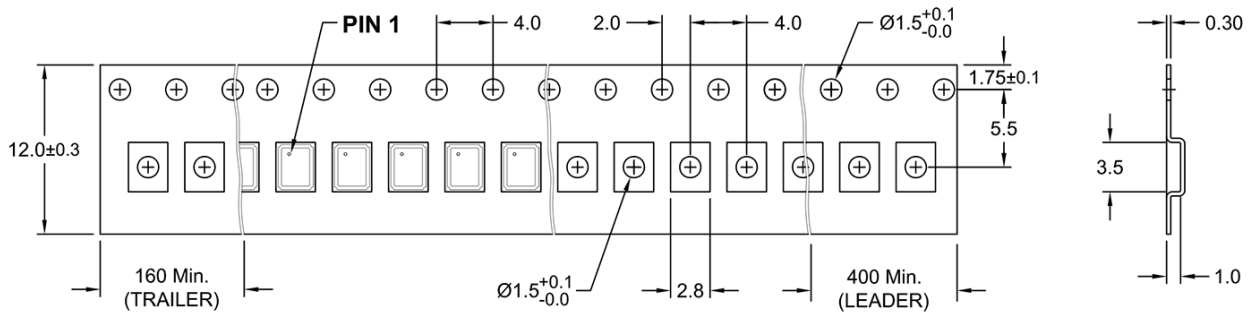 PIN 1
4.0
2.0
4.0
Ø1.5+0.1
-0.0
0.30
1.75±0.1
12.0±0.3
5.5
3.5
160 Min.
(TRAILER)
Ø1.5+0.1
-0.0
2.8
400 Min.
(LEADER)
1.0